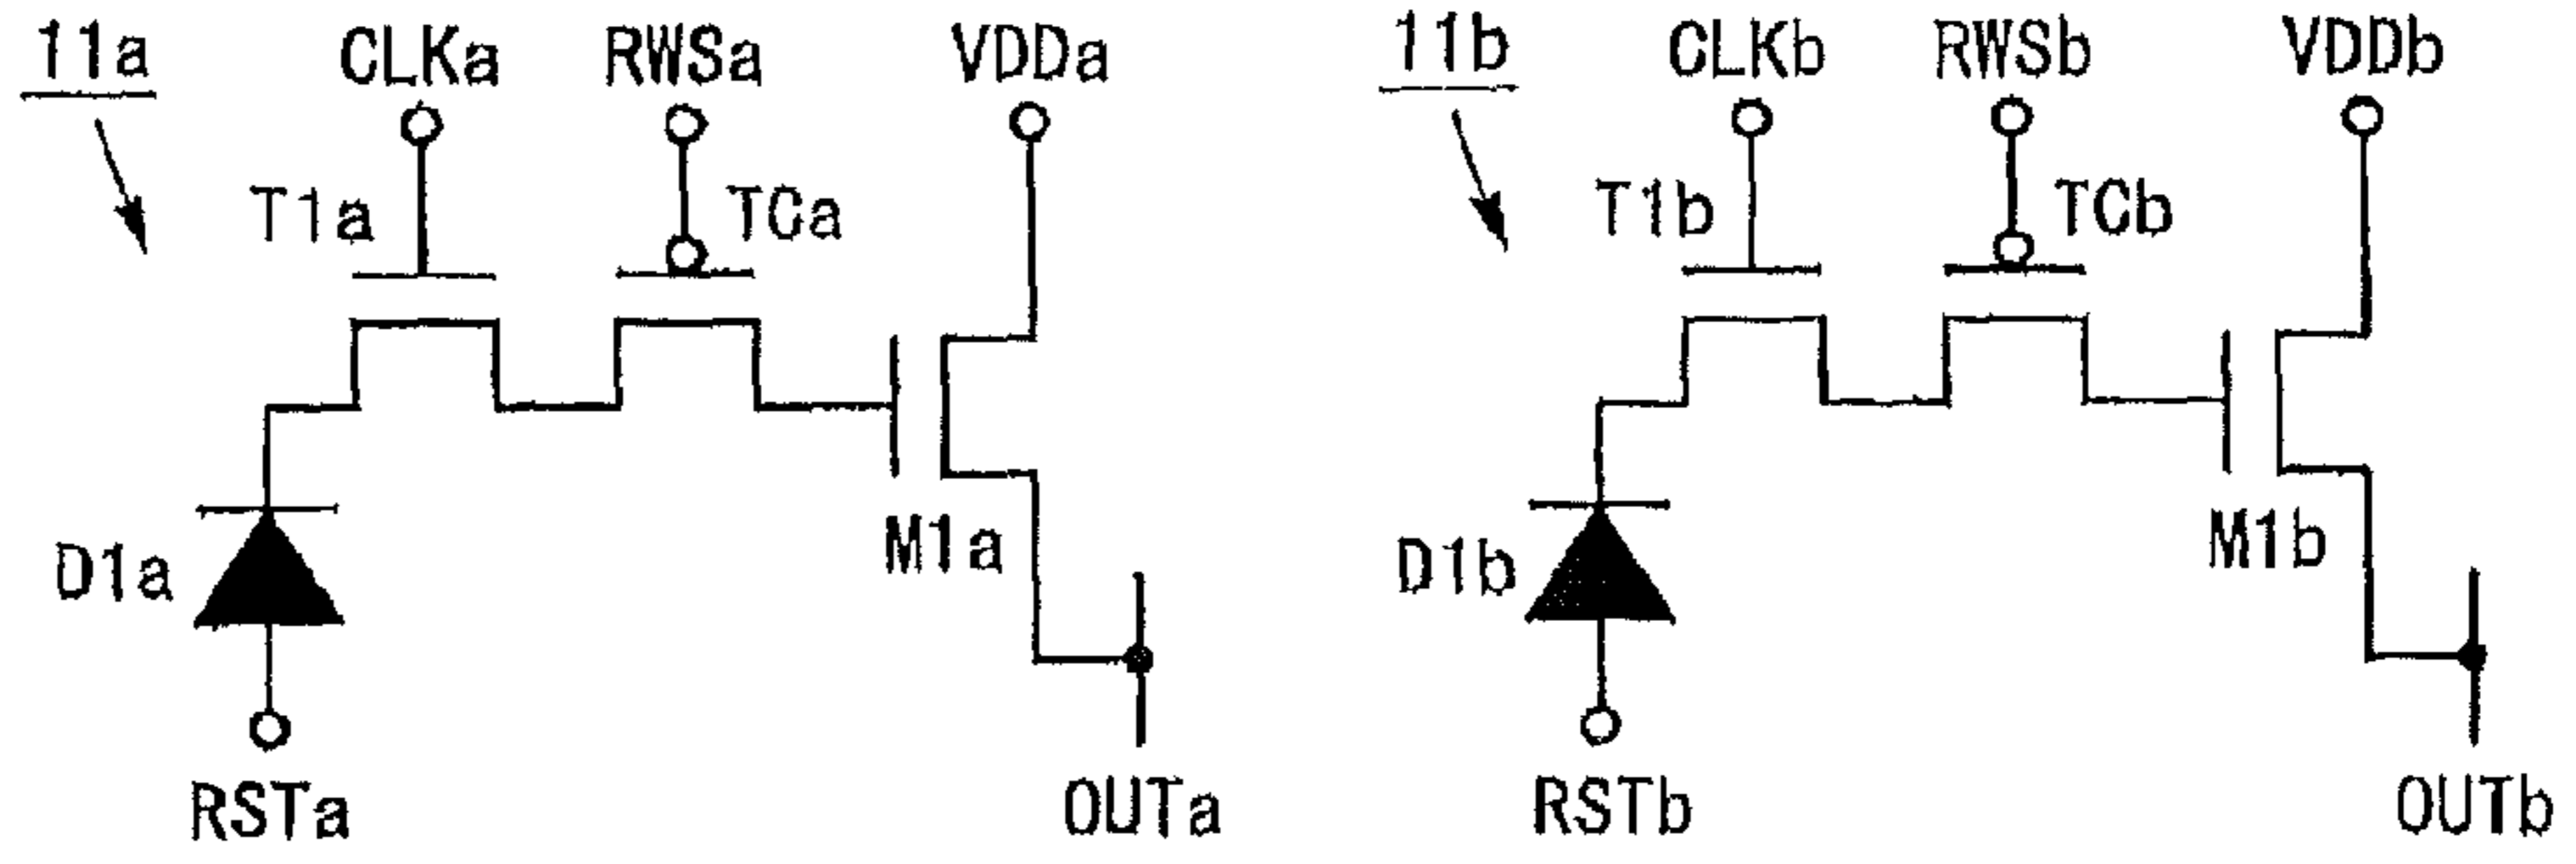 11a CLKa RWSa VDDa 11b CLKb RWSb VDDb
T1a TCa T1b TCb
D1a M1a D1b M1b
RSTa OUTa RSTb OUTb